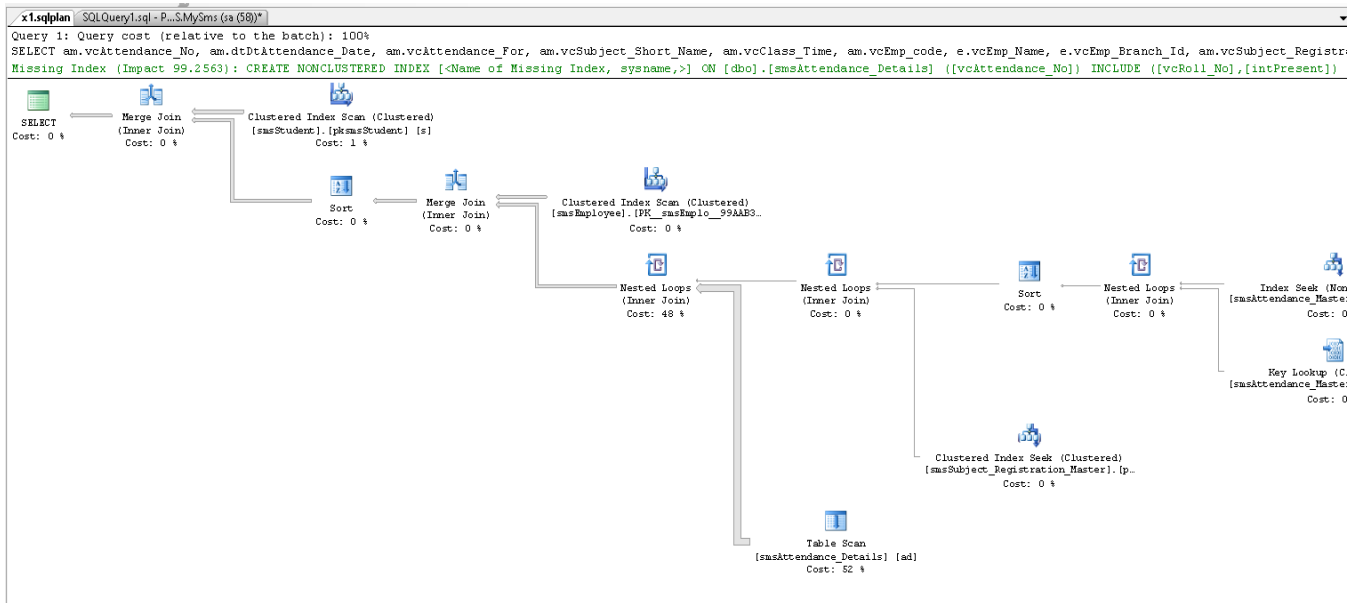 x1.sqlplan
SQLQuery1.sql - P...S.MySms (sa (58))*
Query 1: Query cost (relative to the batch): 100%
SELECT am.vcAttendance_No, am.dtDtAttendance_Date, am.vcAttendance_For, am.vcSubject_Short_Name, am.vcClass_Time, am.vcEmp_code, e.vcEmp_Name, e.vcEmp_Branch_Id, am.vcSubject_Registra
Missing Index (Impact 99.2563): CREATE NONCLUSTERED INDEX [<Name of Missing Index, sysname,>] ON [dbo].[smsAttendance_Details] ([vcAttendance_No]) INCLUDE ([vcRoll_No],[intPresent])
SELECT
Cost: 0 %
Merge Join
(Inner Join)
Cost: 0 %
Clustered Index Scan (Clustered)
[smsStudent].[pksmsStudent] [s]
Cost: 1 %
Sort
Cost: 0 %
Merge Join
(Inner Join)
Cost: 0 %
Clustered Index Scan (Clustered)
[smsEmployee].[PK__smsEmplo__99AAB3…
Cost: 0 %
Nested Loops
(Inner Join)
Cost: 48 %
Nested Loops
(Inner Join)
Cost: 0 %
Sort
Cost: 0 %
Nested Loops
(Inner Join)
Cost: 0 %
Index Seek (Non
[smsAttendance_Maste
Cost: 0
Key Lookup (C
[smsAttendance_Maste
Cost: 0
Clustered Index Seek (Clustered)
[smsSubject_Registration_Master].[p…
Cost: 0 %
Table Scan
[smsAttendance_Details] [ad]
Cost: 52 %